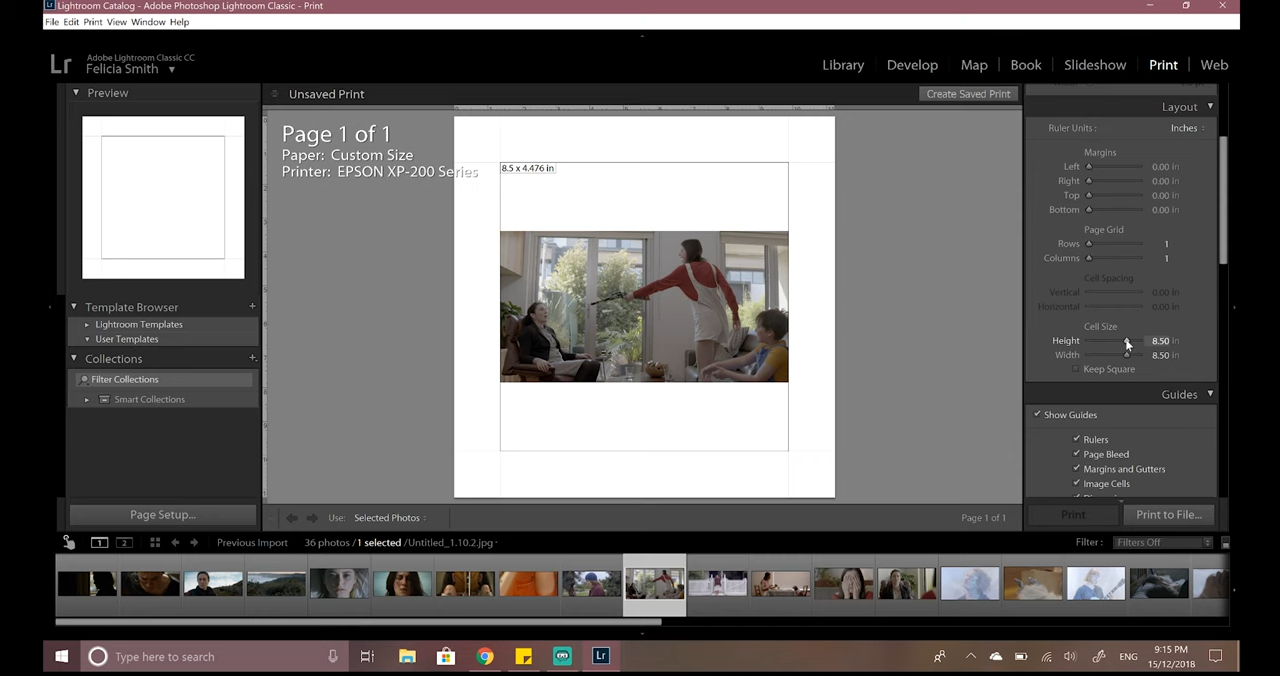 Lr Lightroom Catalog - Adobe Photoshop Lightroom Classic - Print
File Edit Print View Window Help
Lr Adobe Lightroom Classic CC
Felicia Smith
Library Develop Map Book Slideshow Print Web
Preview
Unsaved Print
Create Saved Print
Page 1 of 1
Paper: Custom Size
Printer: EPSON XP-200 Series
8.5 x 4.476 in
Template Browser +
Lightroom Templates
User Templates
Collections +
Filter Collections
Smart Collections
Page Setup...
Layout
Ruler Units : Inches
Margins
Left 0.00 in
Right 0.00 in
Top 0.00 in
Bottom 0.00 in
Page Grid
Rows 1
Columns 1
Cell Spacing
Vertical 0.00 in
Horizontal 0.00 in
Cell Size
Height 8.50 in
Width 8.50 in
Keep Square
Guides
Show Guides
Rulers
Page Bleed
Margins and Gutters
Image Cells
Use: Selected Photos
Page 1 of 1
Print Print to File...
1 2 Previous Import 36 photos / 1 selected / Untitled_1.10.2.jpg
Filter : Filters Off
Type here to search
Lr
ENG
9:15 PM
15/12/2018